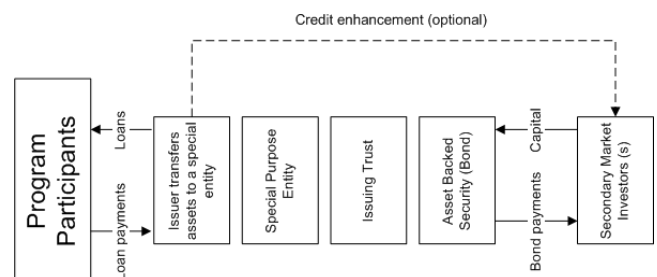 Credit enhancement (optional)
Program
Participants
Loans
Loan payments
Issuer transfers
assets to a special
entity
Special Purpose
Entity
Issuing Trust
Asset Backed
Security (Bond)
Capital
Bond payments
Secondary Market
Investors (s)